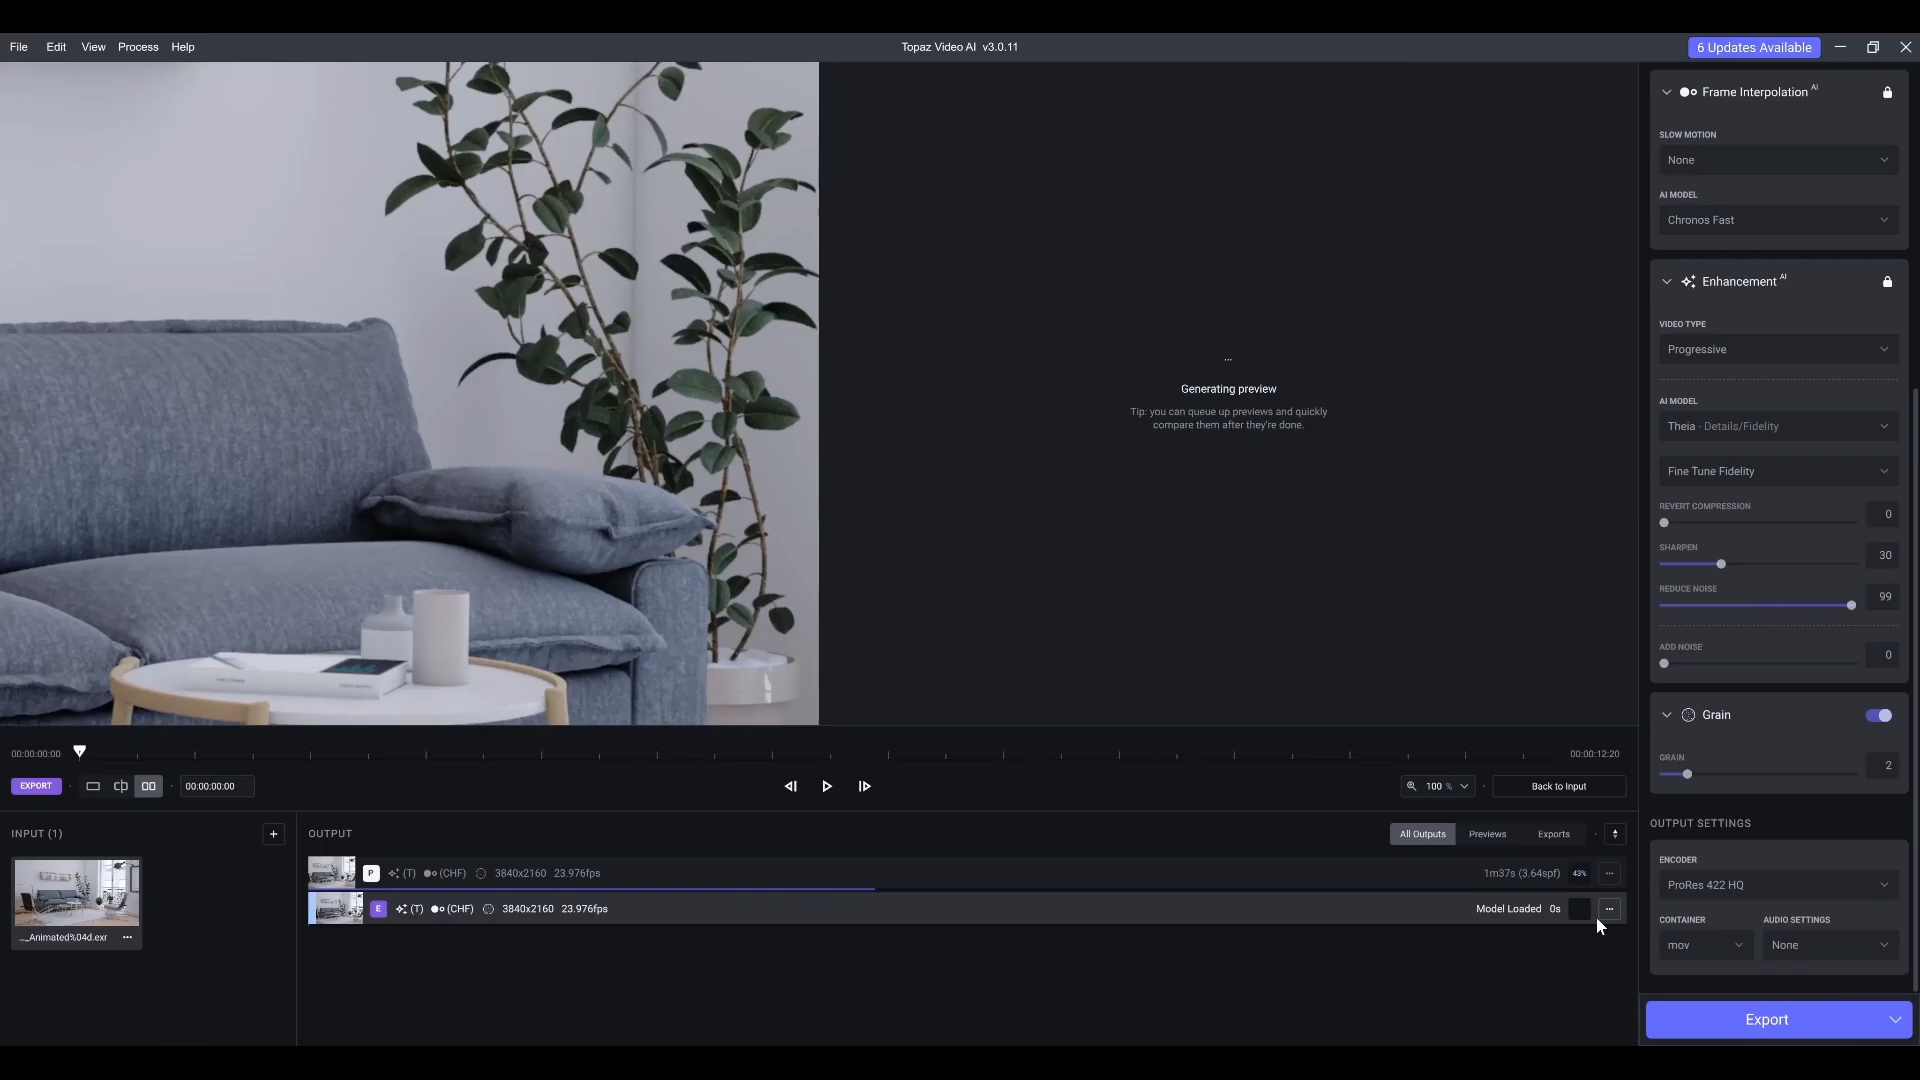 File Edit View Process Help
Topaz Video AI v3.0.11
6 Updates Available
Frame Interpolation AI
SLOW MOTION
None
AI MODEL
Chronos Fast
Enhancement AI
VIDEO TYPE
Progressive
AI MODEL
Theia - Details/Fidelity
Fine Tune Fidelity
REVERT COMPRESSION
0
SHARPEN
30
REDUCE NOISE
99
ADD NOISE
0
Grain
GRAIN
2
OUTPUT SETTINGS
ENCODER
ProRes 422 HQ
CONTAINER AUDIO SETTINGS
mov None
Export
...
Generating preview
Tip: you can queue up previews and quickly
compare them after they're done.
00:00:00:00 00:00:12:20
EXPORT 00:00:00:00 100 % Back to Input
INPUT (1)
..._Animated%04d.exr ...
OUTPUT All Outputs Previews Exports
P (T) (CHF) 3840x2160 23.976fps 1m37s (3.64spf) 43% ...
E (T) (CHF) 3840x2160 23.976fps Model Loaded 0s ...